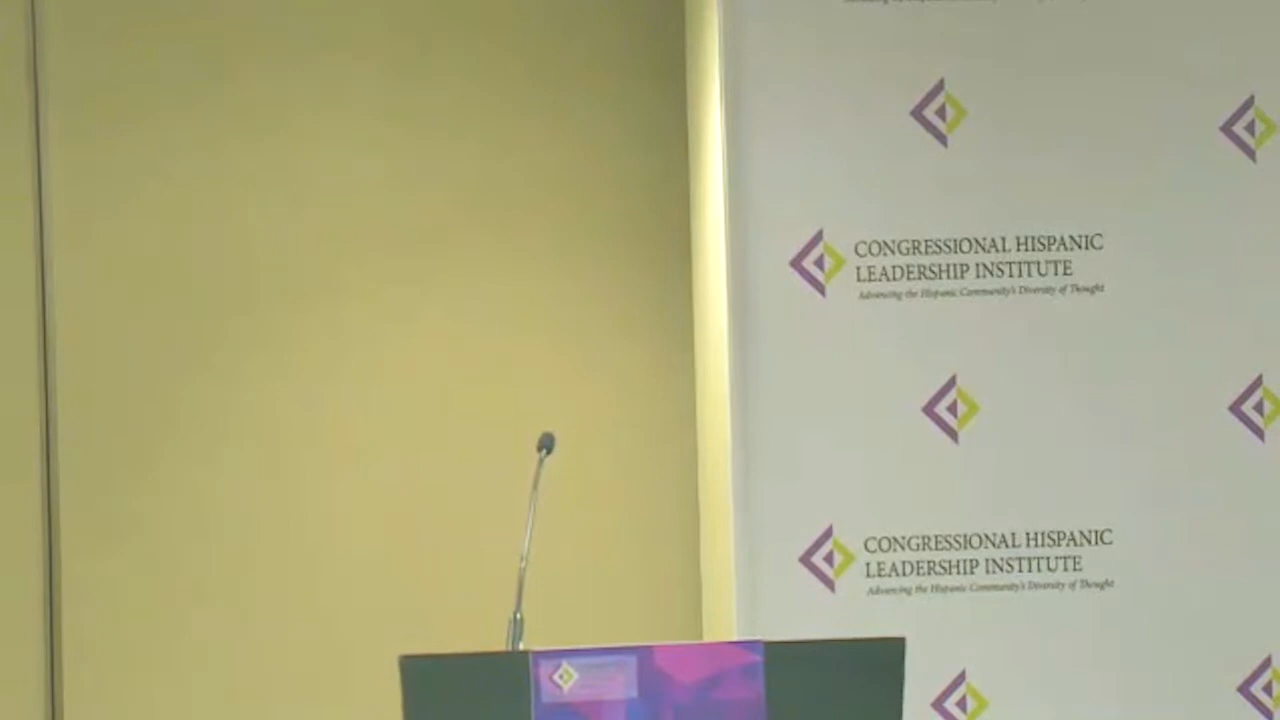 CONGRESSIONAL HISPANIC
LEADERSHIP INSTITUTE
Advancing the Hispanic Community's Diversity of Thought
CONGRESSIONAL HISPANIC
LEADERSHIP INSTITUTE
Advancing the Hispanic Community's Diversity of Thought